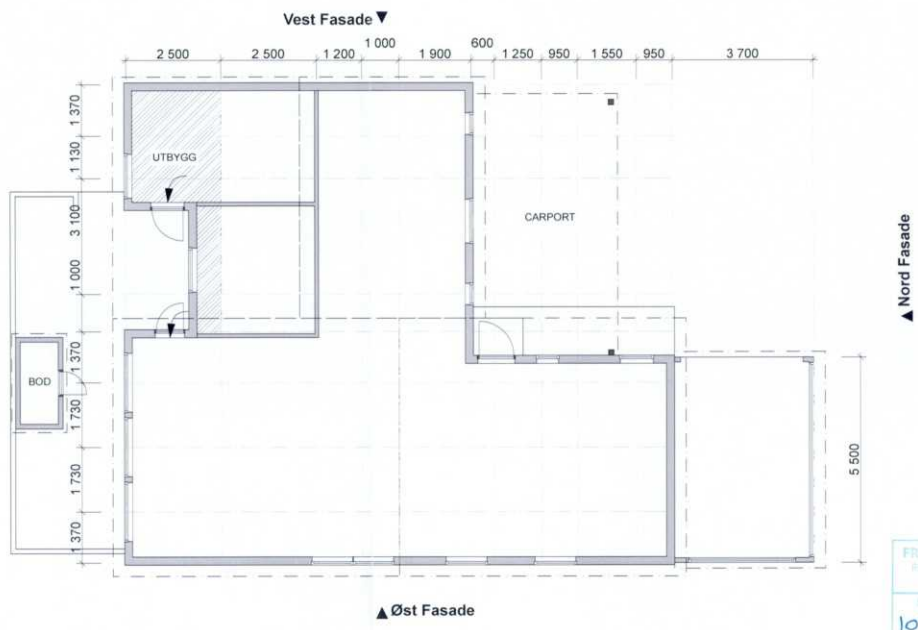 Vest Fasade ▼
2 500 2 500 1 200 1 000 1 900 600 1 250 950 1 550 950 3 700
1 370
1 130
3 100
1 000
1 370
1 730
1 730
1 370
UTBYGG
CARPORT
BOD
▲ Nord Fasade
5 500
▲ Øst Fasade